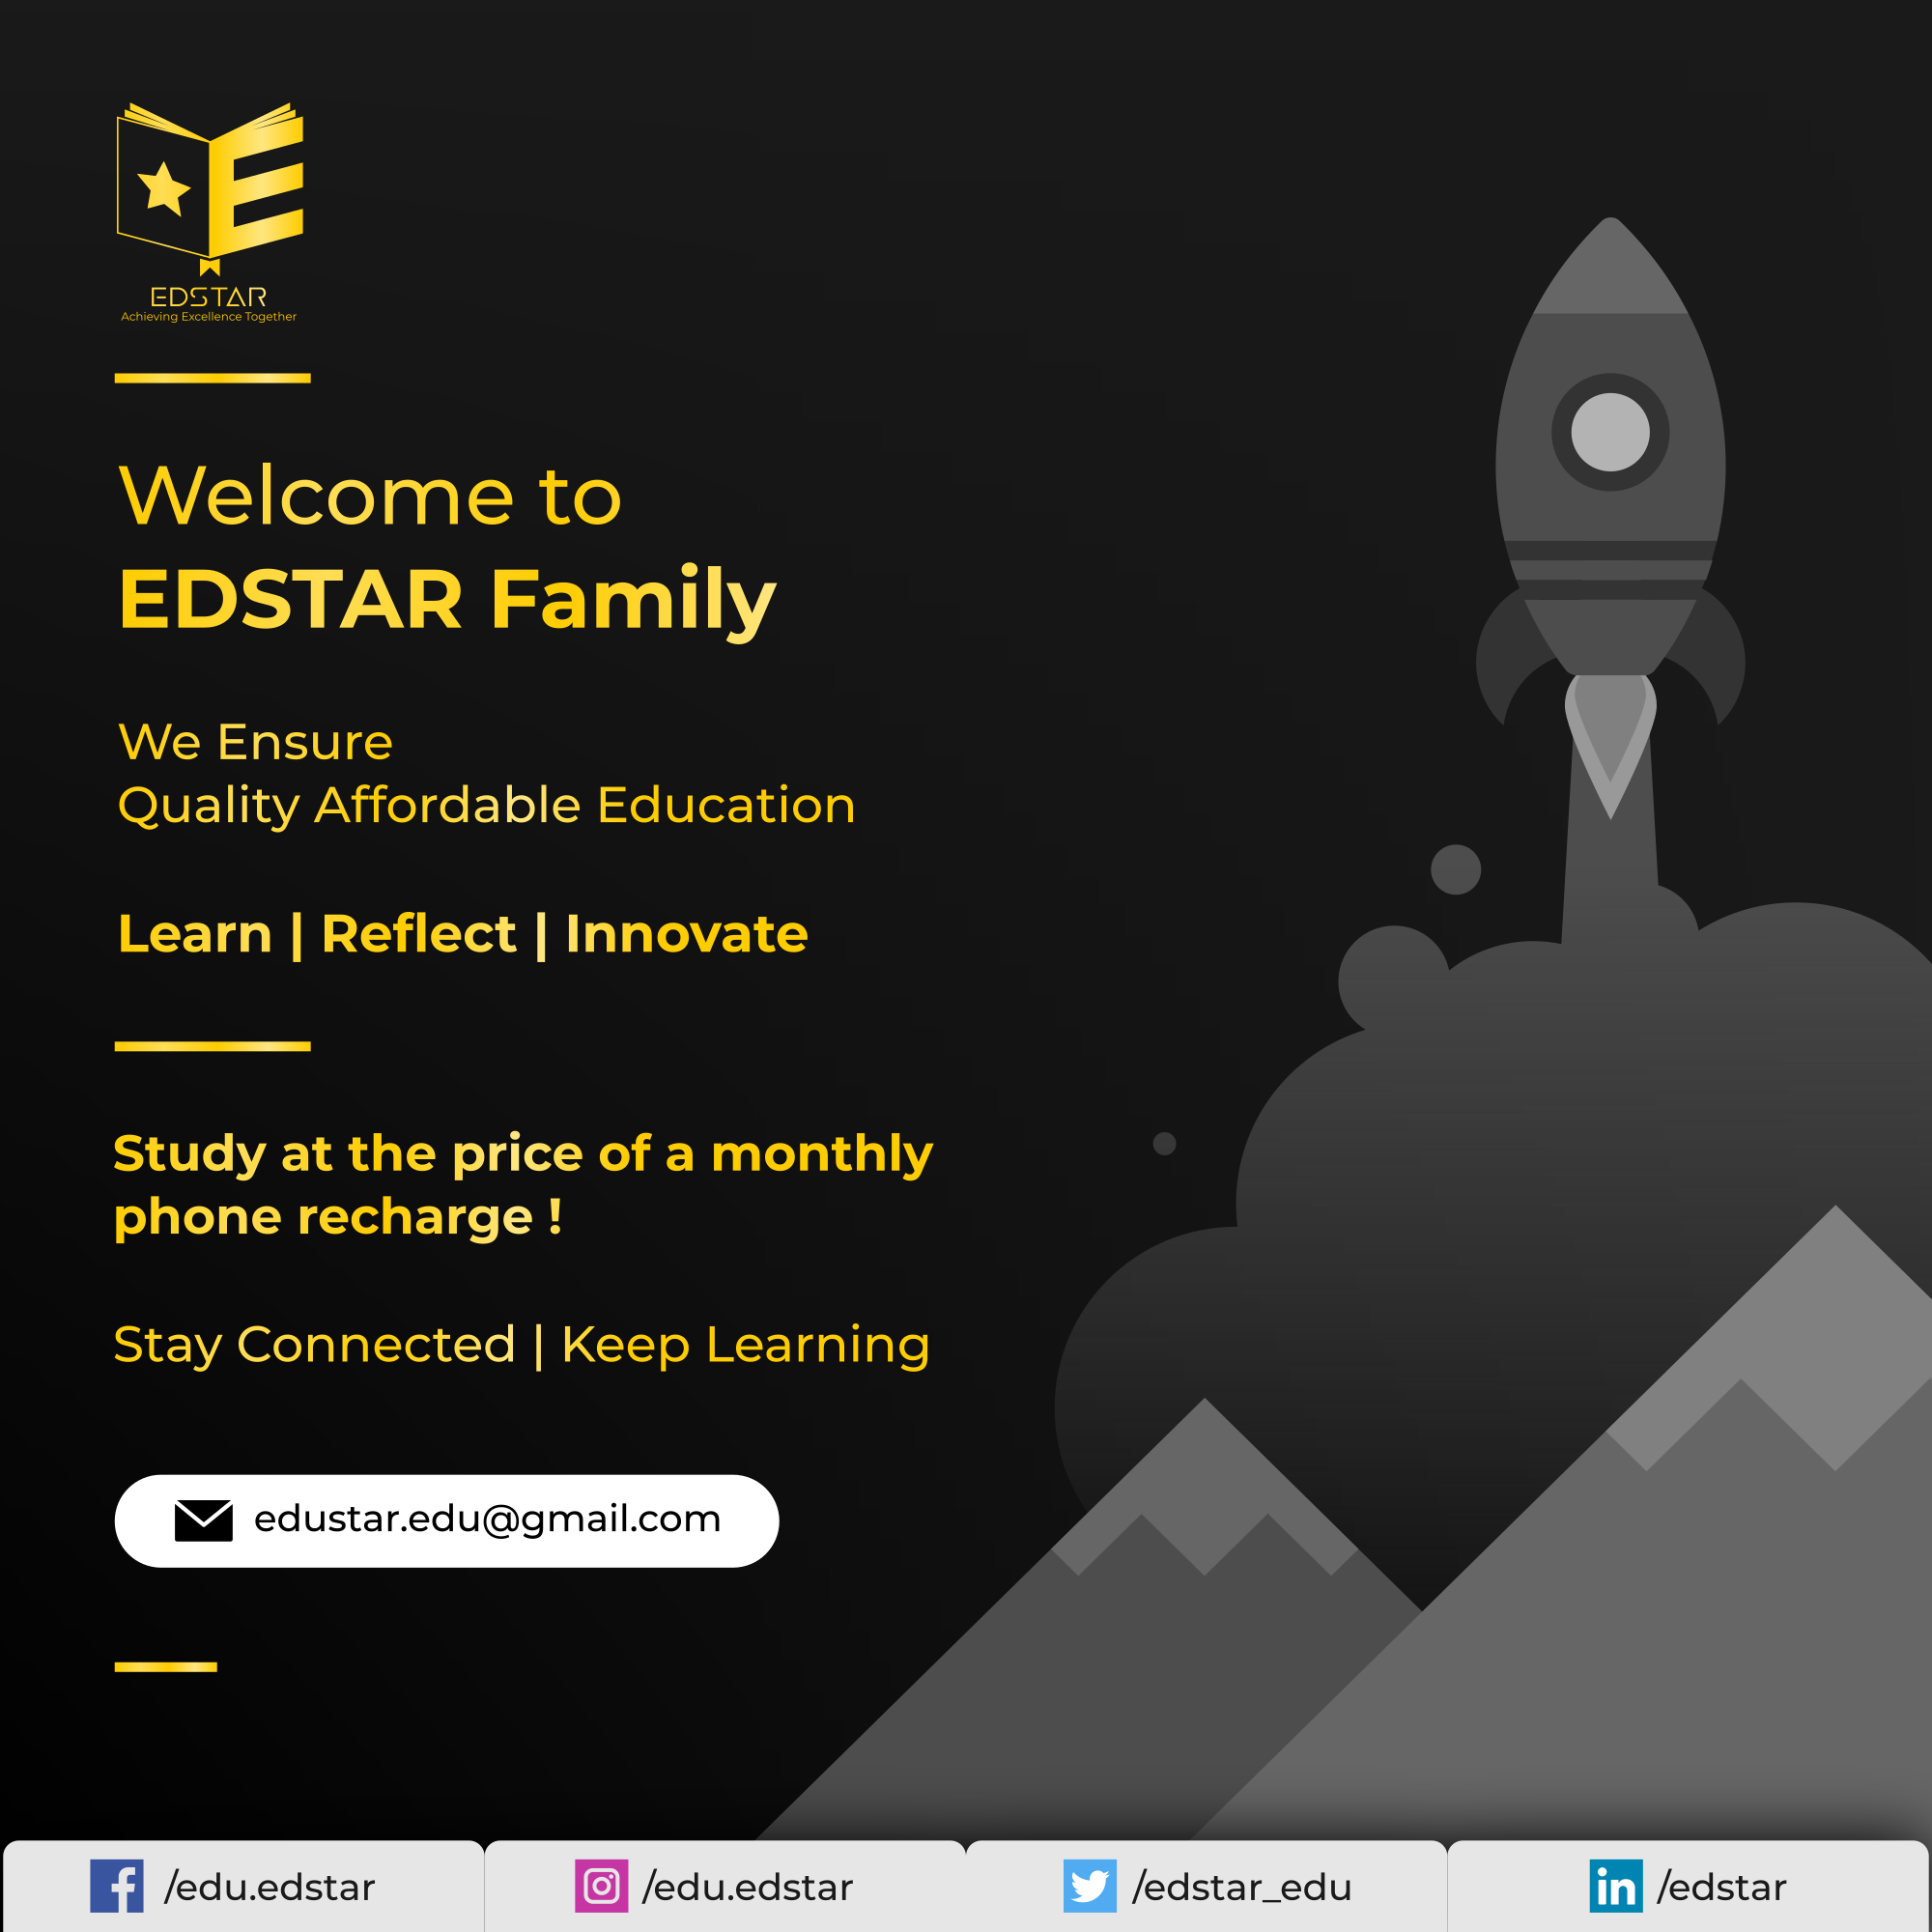 EDSTAR
Achieving Excellence Together
Welcome to
EDSTAR Family
We Ensure
Quality Affordable Education
Learn | Reflect | Innovate
Study at the price of a monthly
phone recharge !
Stay Connected | Keep Learning
edustar.edu@gmail.com
/edu.edstar /edu.edstar /edstar_edu /edstar